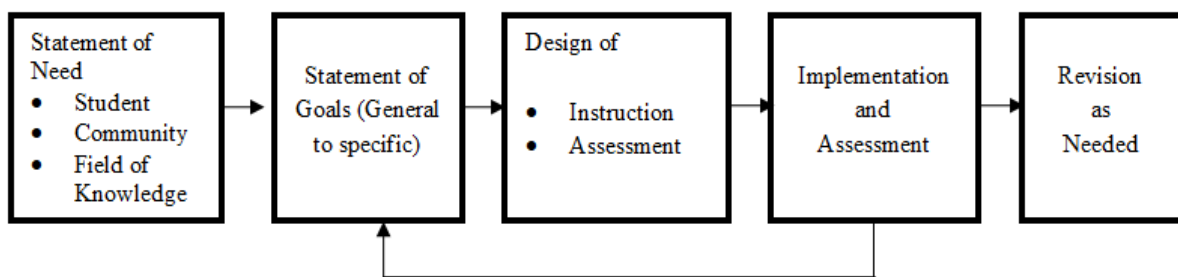 Statement of
Need
• Student
• Community
• Field of
Knowledge
Statement of
Goals (General
to specific)
Design of
• Instruction
• Assessment
Implementation
and
Assessment
Revision
as
Needed